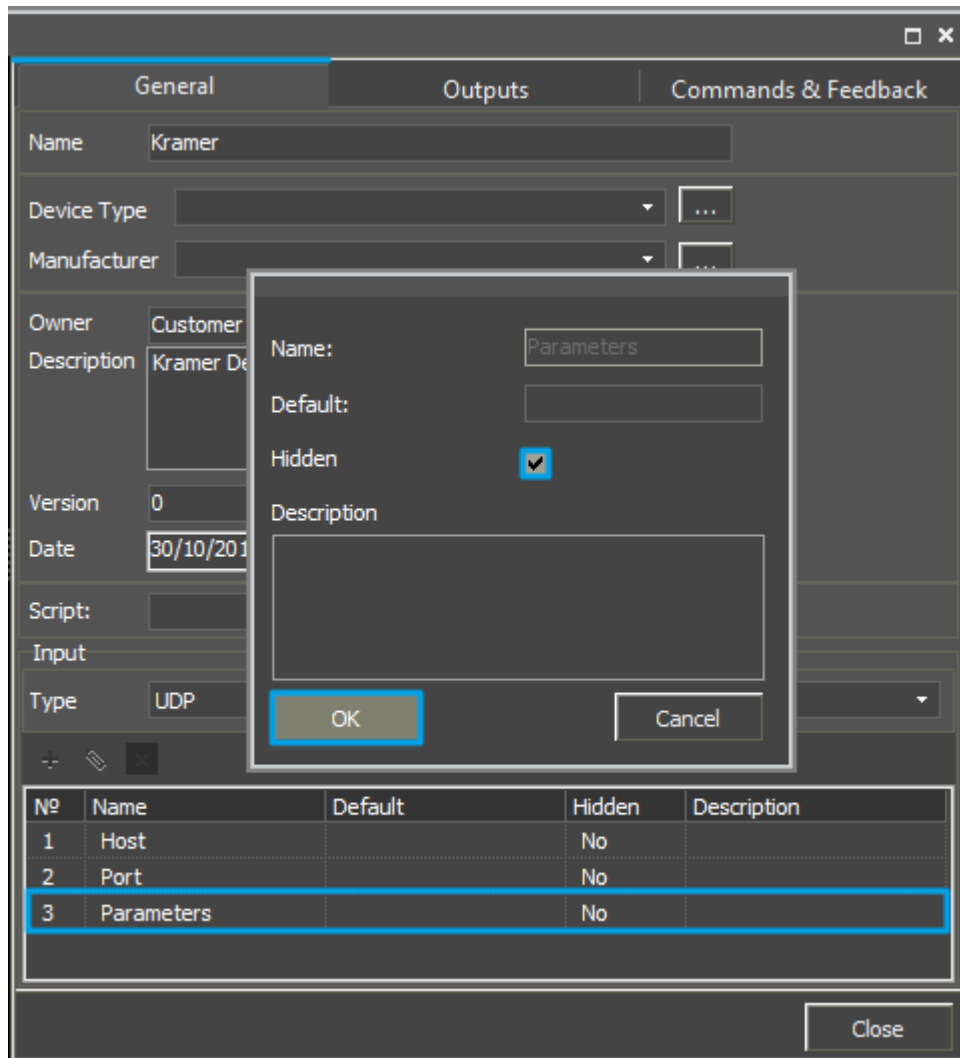 General Outputs Commands & Feedback
Name Kramer
Device Type ...
Manufacturer ...
Owner Customer
Description Kramer De
Version 0
Date 30/10/201
Script:
Input
Type UDP
Name: Parameters
Default:
Hidden
Description
OK Cancel
Nº Name Default Hidden Description
1 Host No
2 Port No
3 Parameters No
Close